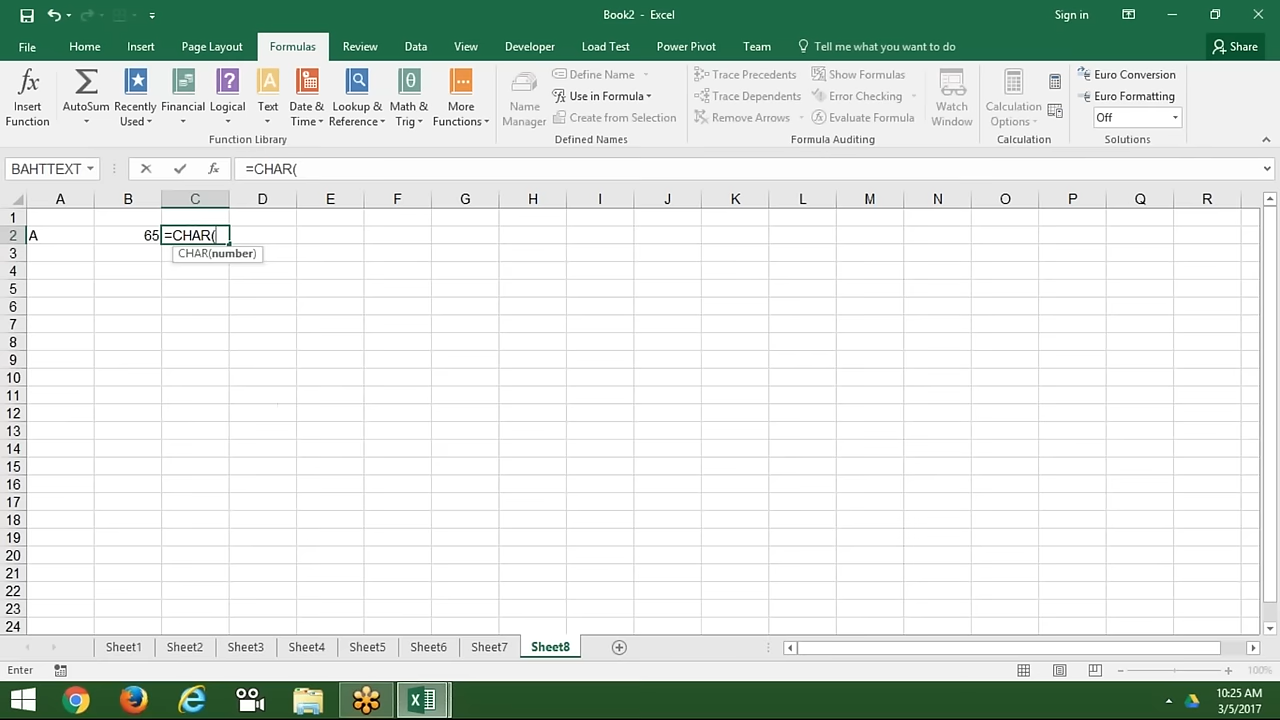 Book2 - Excel
Sign in
File Home Insert Page Layout Formulas Review Data View Developer Load Test Power Pivot Team Tell me what you want to do Share
Insert Function
AutoSum
Recently Used
Financial
Logical
Text
Date & Time
Lookup & Reference
Math & Trig
More Functions
Function Library
Name Manager
Define Name
Use in Formula
Create from Selection
Defined Names
Trace Precedents
Trace Dependents
Remove Arrows
Show Formulas
Error Checking
Evaluate Formula
Formula Auditing
Watch Window
Calculation Options
Calculation
Euro Conversion
Euro Formatting
Off
Solutions
BAHTTEXT fx =CHAR(
A B C D E F G H I J K L M N O P Q R
1
2 A 65 =CHAR(
CHAR(number)
3
4
5
6
7
8
9
10
11
12
13
14
15
16
17
18
19
20
21
22
23
24
Sheet1 Sheet2 Sheet3 Sheet4 Sheet5 Sheet6 Sheet7 Sheet8
Enter
100%
10:25 AM
3/5/2017